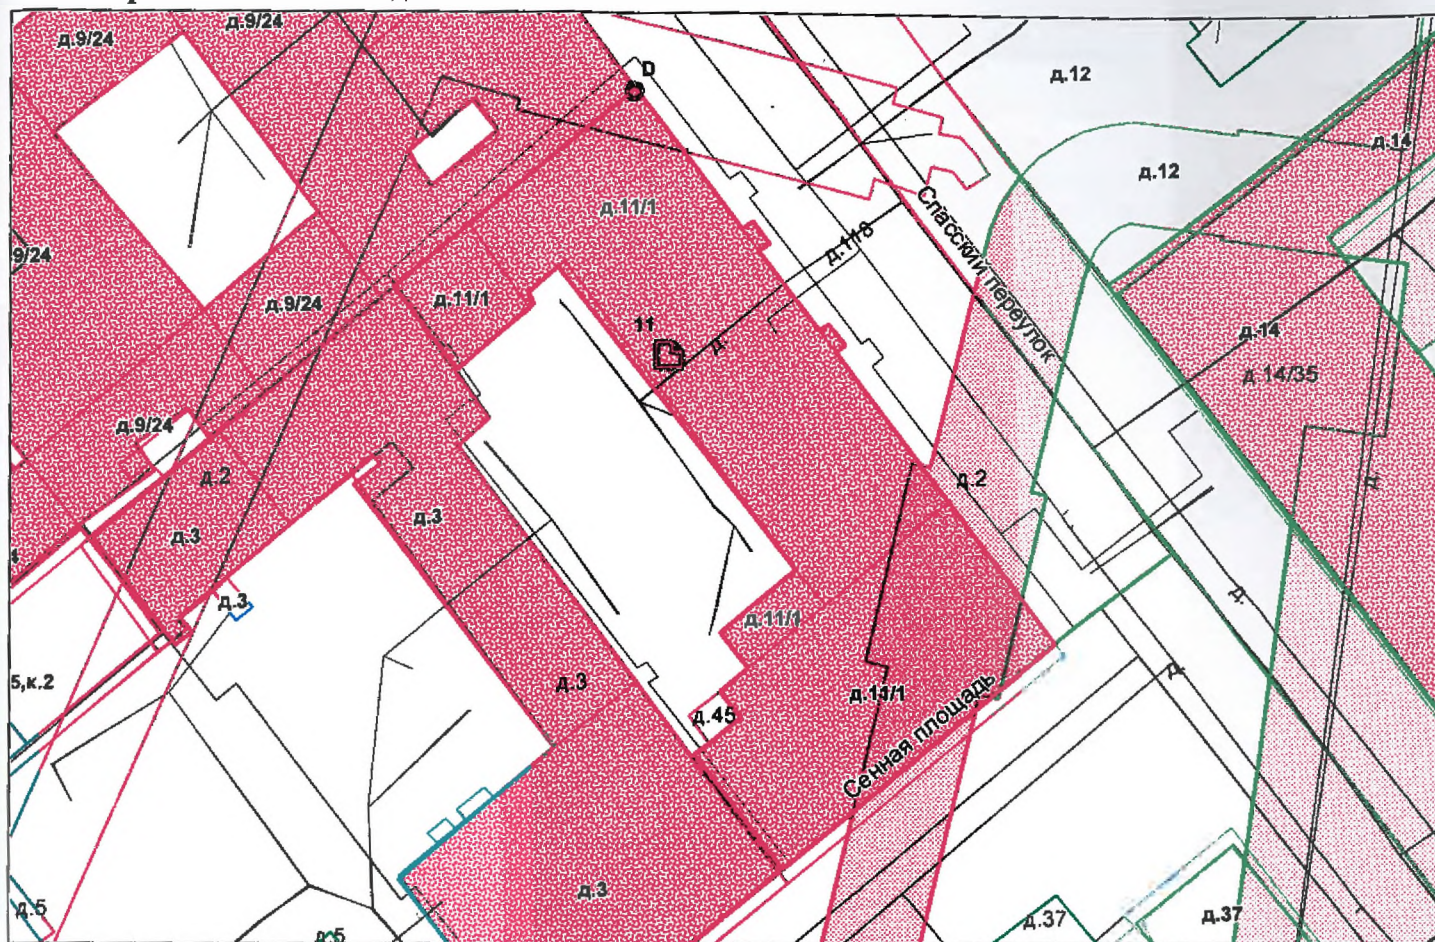 д.9/24
д.9/24
D
д.12
д.14
д.12
д.11/1
Спасский переулок
д.1/8
9/24
д.9/24
д.11/1
11
д.
д.14
д.14/35
д.9/24
д.2
д.2
д.
д.3
д.3
д.3
д.11/1
д.
д.
5,к.2
д.3
д.11/1
д.45
Сенная площадь
д.3
д.5
д.5
д.37
д.37